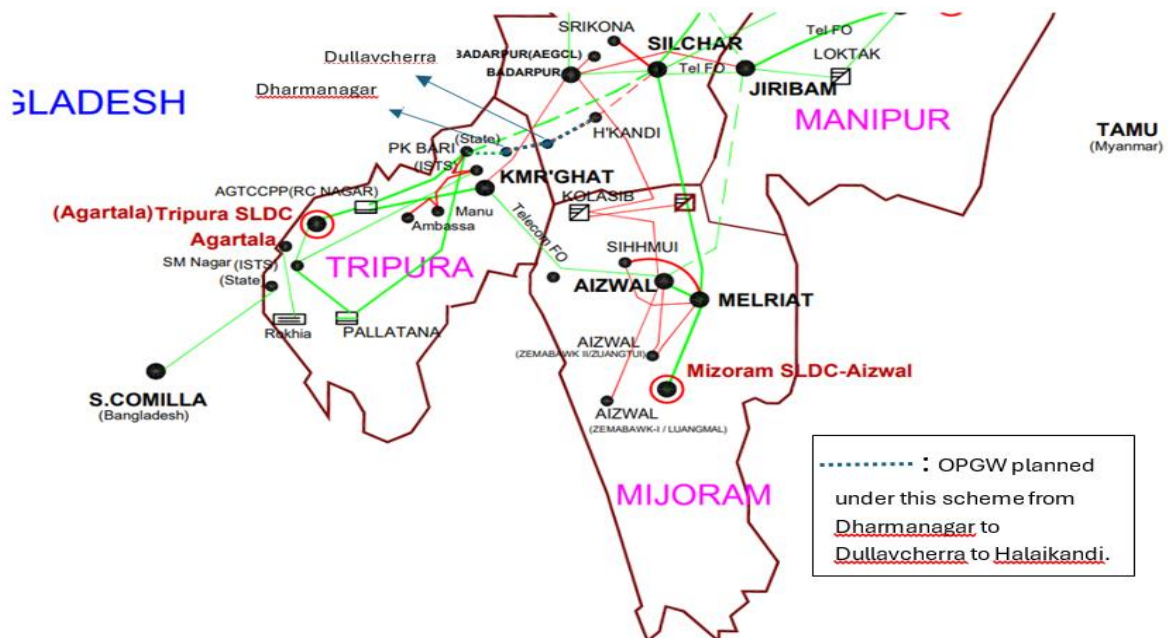 SRIKONA
Tel FO
BADARPUR(AEGCL)
SILCHAR
LOKTAK
Dullavcherra
BADARPUR
Tel FO
JIRIBAM
Dharmanagar
GLADESH
H'KANDI
MANIPUR
TAMU
(Myanmar)
PK BARI
(State)
(ISTS)
KMR'GHAT
AGTCCPP(RC NAGAR)
KOLASIB
(Agartala)Tripura SLDC
Manu
Ambassa
Telecom FO
Agartala
SIHHMUI
SM Nagar
(ISTS)
(State)
TRIPURA
AIZWAL
MELRIAT
Rokhia
PALLATANA
AIZWAL
(ZEMABAWK II/ZUANGTUI)
Mizoram SLDC-Aizwal
S.COMILLA
(Bangladesh)
AIZWAL
(ZEMABAWK-I / LUANGMAL)
MIJORAM
: OPGW planned
under this scheme from
Dharmanagar to
Dullavcherra to Halaikandi.